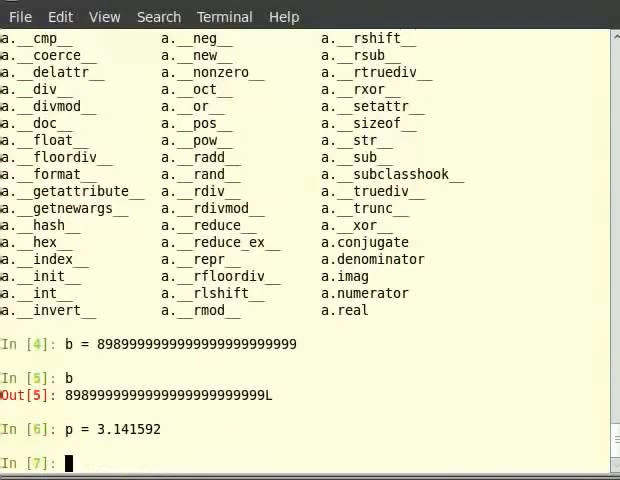 File Edit View Search Terminal Help
a.__cmp__ a.__neg__ a.__rshift__
a.__coerce__ a.__new__ a.__rsub__
a.__delattr__ a.__nonzero__ a.__rtruediv__
a.__div__ a.__oct__ a.__rxor__
a.__divmod__ a.__or__ a.__setattr__
a.__doc__ a.__pos__ a.__sizeof__
a.__float__ a.__pow__ a.__str__
a.__floordiv__ a.__radd__ a.__sub__
a.__format__ a.__rand__ a.__subclasshook__
a.__getattribute__ a.__rdiv__ a.__truediv__
a.__getnewargs__ a.__rdivmod__ a.__trunc__
a.__hash__ a.__reduce__ a.__xor__
a.__hex__ a.__reduce_ex__ a.conjugate
a.__index__ a.__repr__ a.denominator
a.__init__ a.__rfloordiv__ a.imag
a.__int__ a.__rlshift__ a.numerator
a.__invert__ a.__rmod__ a.real
In [4]: b = 8989999999999999999999999
In [5]: b
Out[5]: 8989999999999999999999999L
In [6]: p = 3.141592
In [7]: